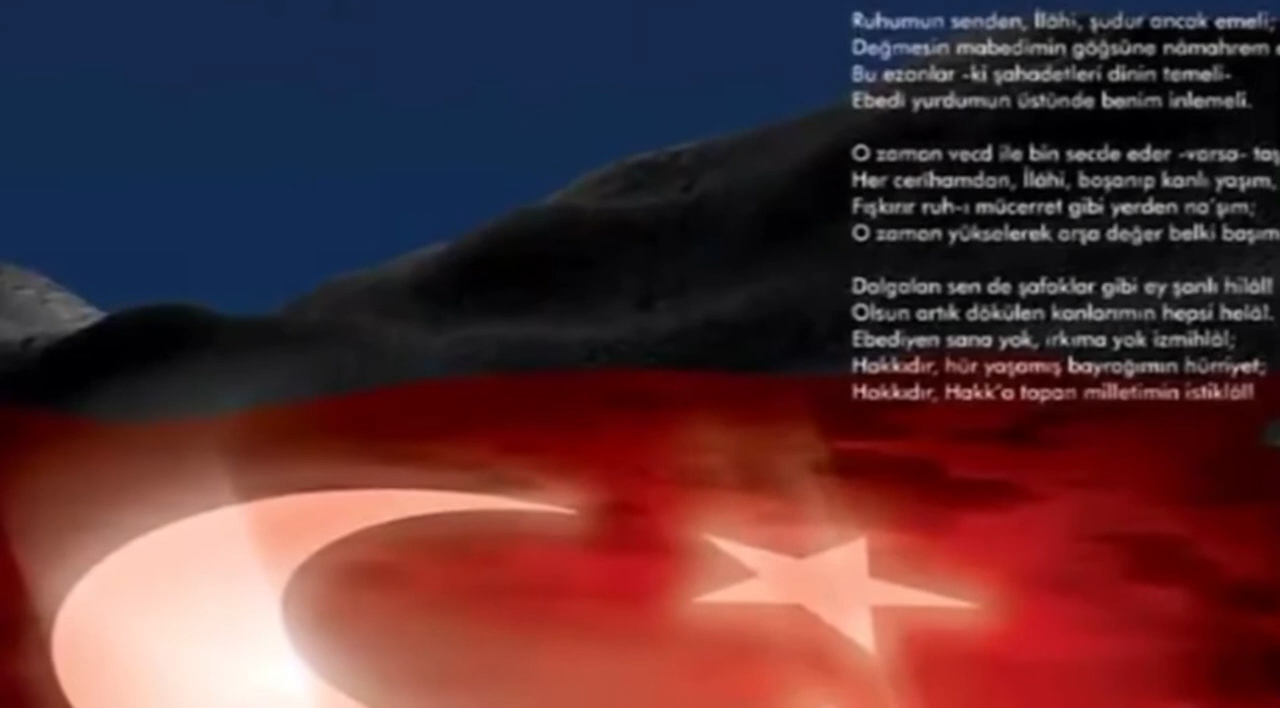 Ruhumun senden, İlâhi, şudur ancak emeli;
Değmesin mabedimin göğsüne nâmahrem
Bu ezanlar -ki şahadetleri dinin temeli-
Ebedi yurdumun üstünde benim inlemeli.
O zaman vecd ile bin secde eder -varsa- taş
Her cerîhamdan, İlâhi, boşanıp kanlı yaşım,
Fışkırır ruh-ı mücerret gibi yerden na'şım;
O zaman yükselerek arşa değer belki başım
Dalgalan sen de şafaklar gibi ey şanlı hilâl!
Olsun artık dökülen kanlarımın hepsi helâl.
Ebediyen sana yok, ırkıma yok izmihlâl;
Hakkıdır, hür yaşamış bayrağımın hürriyet;
Hakkıdır, Hakk'a tapan milletimin istiklâl!